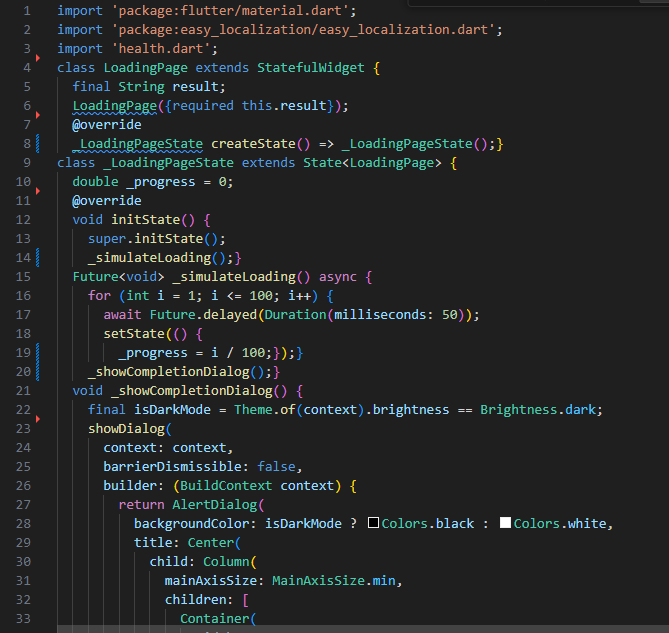 1 import 'package:flutter/material.dart';
2 import 'package:easy_localization/easy_localization.dart';
3 import 'health.dart';
4 class LoadingPage extends StatefulWidget {
5   final String result;
6   LoadingPage({required this.result});
7   @override
8   _LoadingPageState createState() => _LoadingPageState();}
9 class _LoadingPageState extends State<LoadingPage> {
10   double _progress = 0;
11   @override
12   void initState() {
13     super.initState();
14     _simulateLoading();}
15   Future<void> _simulateLoading() async {
16     for (int i = 1; i <= 100; i++) {
17       await Future.delayed(Duration(milliseconds: 50));
18       setState(() {
19         _progress = i / 100;});}
20     _showCompletionDialog();}
21   void _showCompletionDialog() {
22     final isDarkMode = Theme.of(context).brightness == Brightness.dark;
23     showDialog(
24       context: context,
25       barrierDismissible: false,
26       builder: (BuildContext context) {
27         return AlertDialog(
28           backgroundColor: isDarkMode ? Colors.black : Colors.white,
29           title: Center(
30             child: Column(
31               mainAxisSize: MainAxisSize.min,
32               children: [
33                 Container(